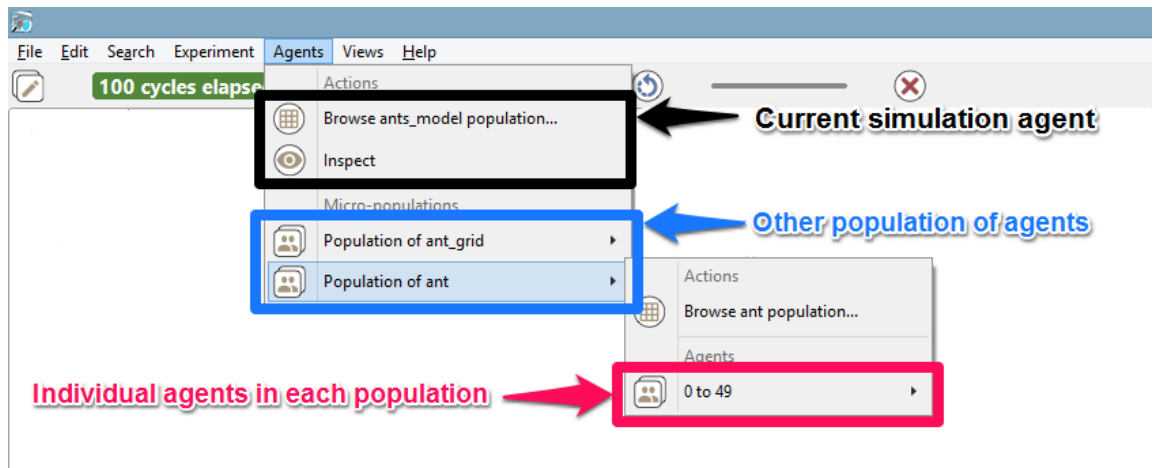 File Edit Search Experiment Agents Views Help
100 cycles elapse
Actions
Browse ants_model population...
Current simulation agent
Inspect
Micro-populations
Other population of agents
Population of ant_grid
Population of ant
Actions
Browse ant population...
Agents
Individual agents in each population
0 to 49